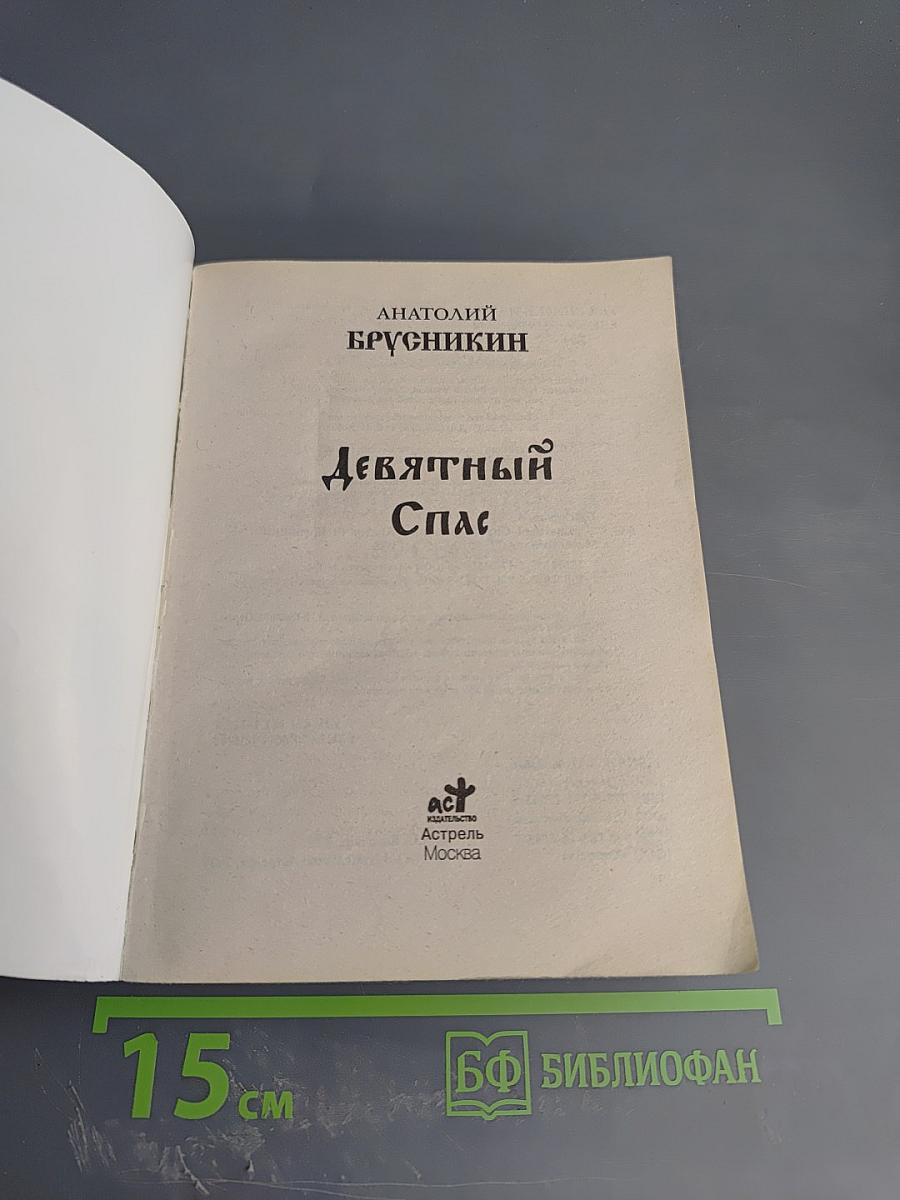 АНАТОЛИЙ
БРУСНИКИН
Девятный
Спас
аст
ИЗДАТЕЛЬСТВО
Астрель
Москва
15 см
БФ БИБЛИОФАН